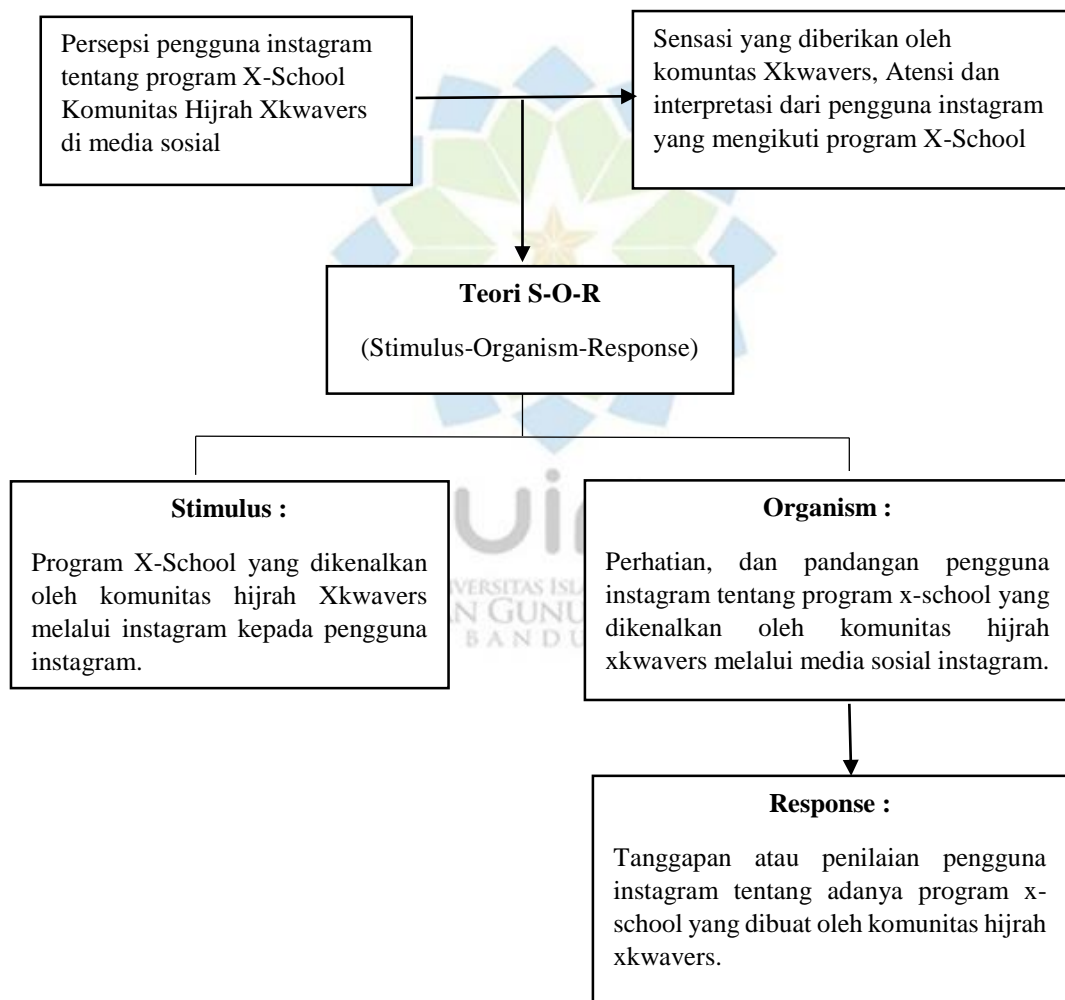 Persepsi pengguna instagram
tentang program X-School
Komunitas Hijrah Xkwavers
di media sosial
Sensasi yang diberikan oleh
komuntas Xkwavers, Atensi dan
interpretasi dari pengguna instagram
yang mengikuti program X-School
Teori S-O-R
(Stimulus-Organism-Response)
Stimulus :
Program X-School yang dikenalkan
oleh komunitas hijrah Xkwavers
melalui instagram kepada pengguna
instagram.
Organism :
Perhatian, dan pandangan pengguna
instagram tentang program x-school yang
dikenalkan oleh komunitas hijrah
xkwavers melalui media sosial instagram.
Response :
Tanggapan atau penilaian pengguna
instagram tentang adanya program x-
school yang dibuat oleh komunitas hijrah
xkwavers.